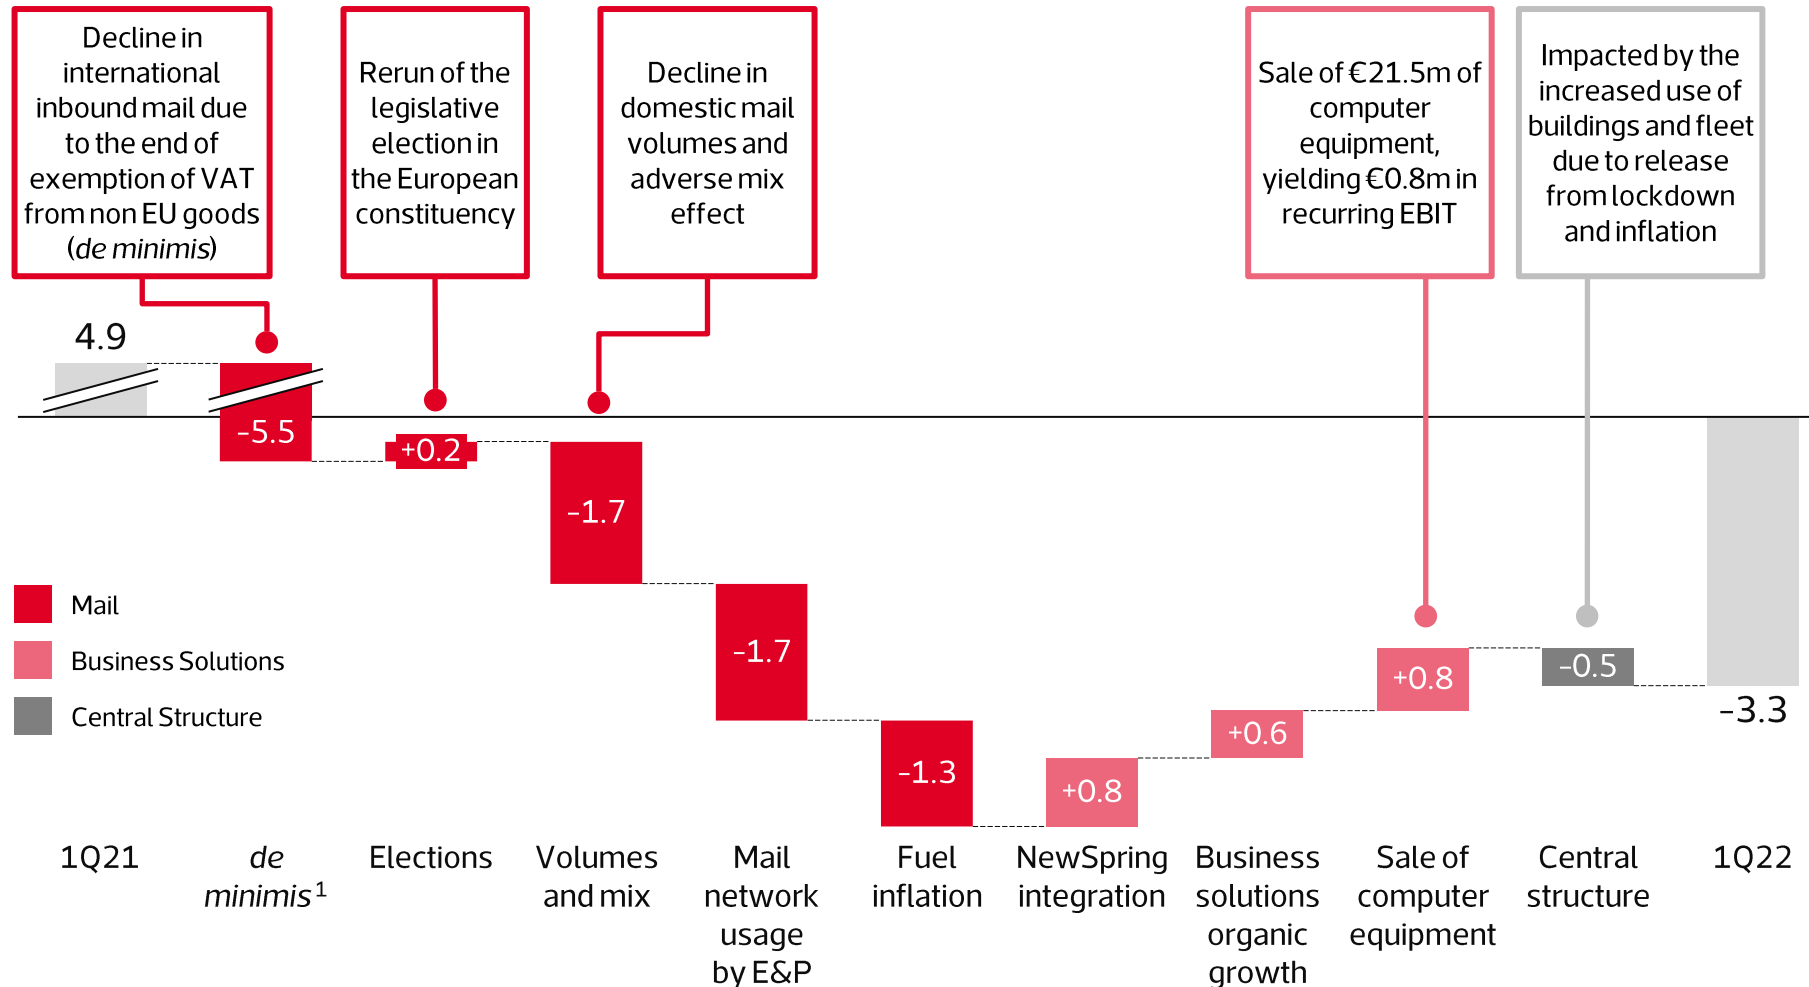 Decline in
international
inbound mail due
to the end of
exemption of VAT
from non EU goods
(de minimis)
Rerun of the
legislative
election in
the European
constituency
Decline in
domestic mail
volumes and
adverse mix
effect
Sale of €21.5m of
computer
equipment,
yielding €0.8m in
recurring EBIT
Impacted by the
increased use of
buildings and fleet
due to release
from lockdown
and inflation
4.9
-5.5
+0.2
-1.7
-1.7
-1.3
+0.8
+0.6
+0.8
-0.5
-3.3
Mail
Business Solutions
Central Structure
1Q21
de
minimis¹
Elections
Volumes
and mix
Mail
network
usage
by E&P
Fuel
inflation
NewSpring
integration
Business
solutions
organic
growth
Sale of
computer
equipment
Central
structure
1Q22